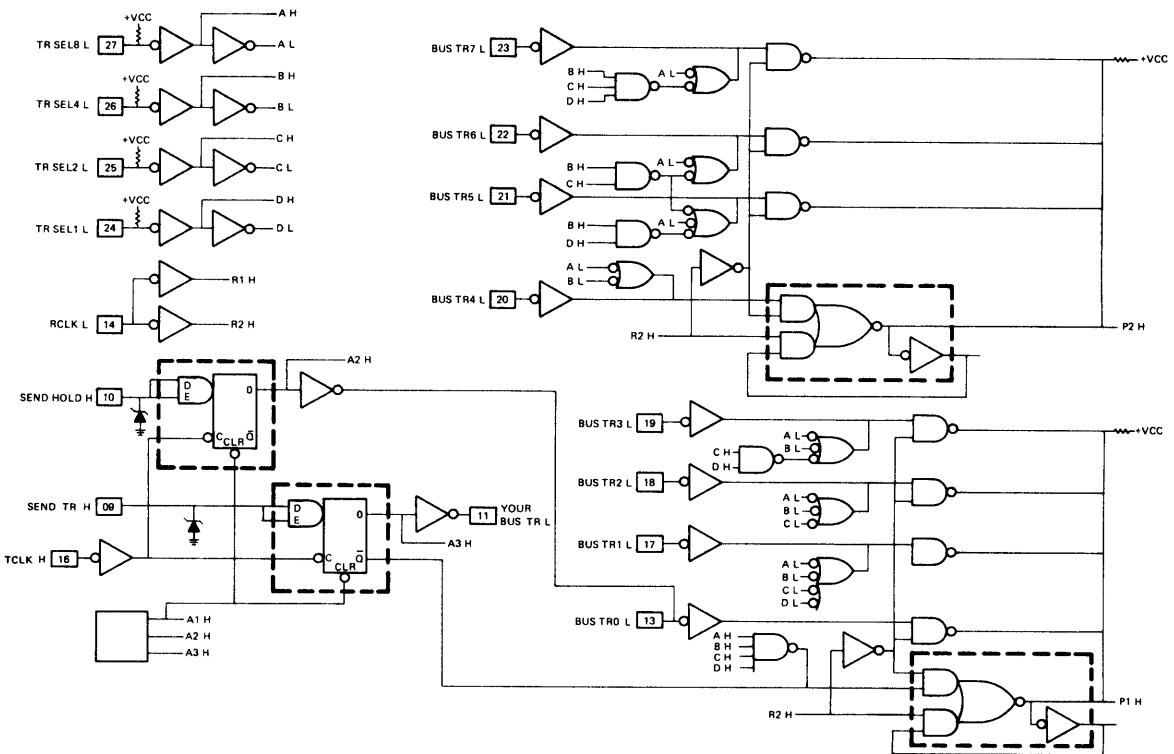 +VCC
TR SEL8 L 27
A H
A L
+VCC
TR SEL4 L 26
B H
B L
+VCC
TR SEL2 L 25
C H
C L
+VCC
TR SEL1 L 24
D H
D L
RCLK L 14
R1 H
R2 H
SEND HOLD H 10
D
E
0
C
CLR
Q̅
A2 H
SEND TR H 09
D
E
0
C
CLR
Q̅
A3 H
11 YOUR
BUS TR L
TCLK H 16
A1 H
A2 H
A3 H
BUS TR7 L 23
B H
C H
D H
A L
+VCC
BUS TR6 L 22
B H
C H
A L
BUS TR5 L 21
B H
D H
A L
A L
B L
BUS TR4 L 20
R2 H
P2 H
BUS TR3 L 19
C H
D H
A L
B L
+VCC
BUS TR2 L 18
A L
B L
C L
BUS TR1 L 17
A L
B L
C L
D L
BUS TR0 L 13
A H
B H
C H
D H
R2 H
P1 H